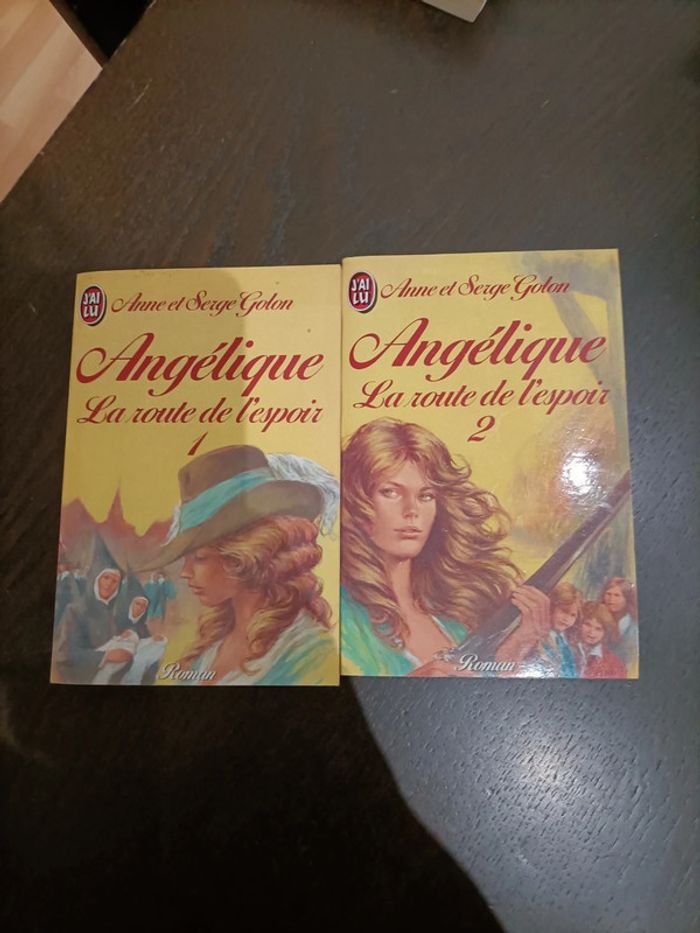 J'AI
LU
Anne et Serge Golon
Angélique
La route de l'espoir
1
Roman
J'AI
LU
Anne et Serge Golon
Angélique
La route de l'espoir
2
Roman